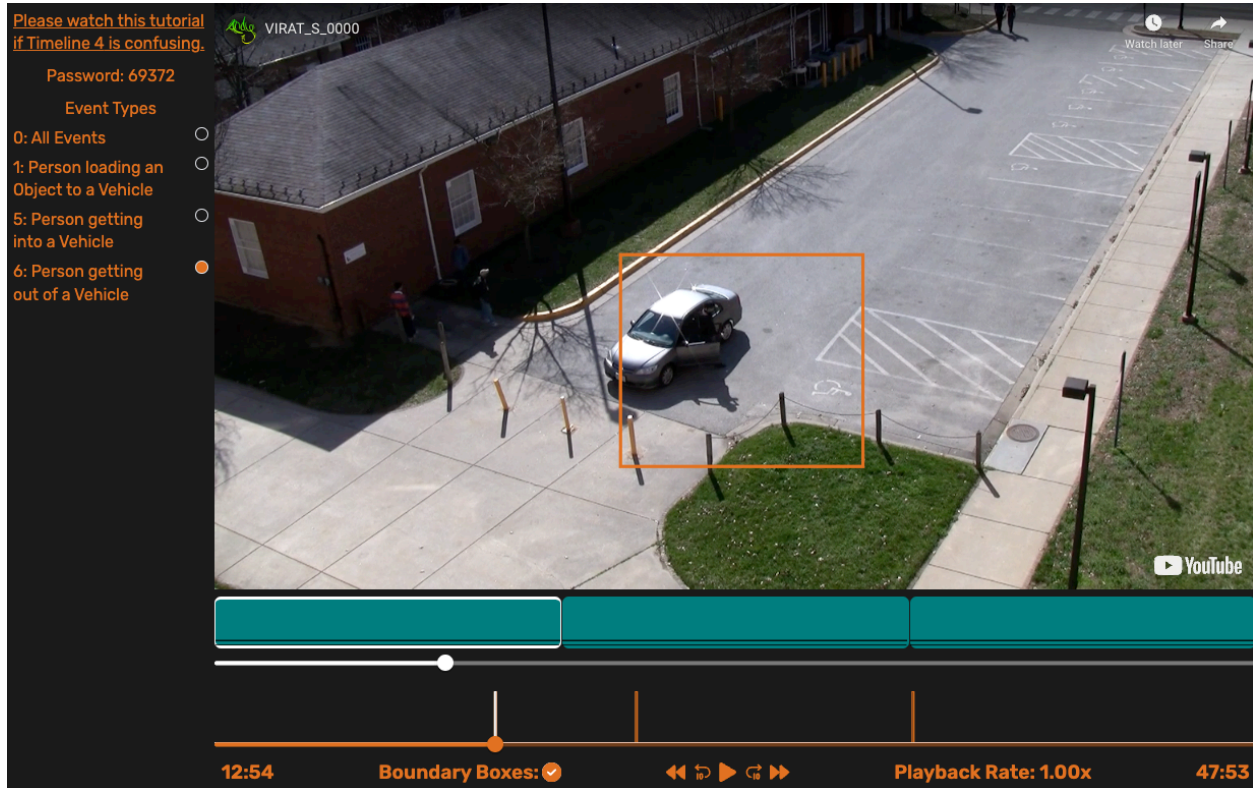 Please watch this tutorial
if Timeline 4 is confusing.
Password: 69372
Event Types
0: All Events
1: Person loading an
Object to a Vehicle
5: Person getting
into a Vehicle
6: Person getting
out of a Vehicle
VIRAT_S_0000
Watch later
Share
YouTube
12:54
Boundary Boxes:
10
10
Playback Rate: 1.00x
47:53